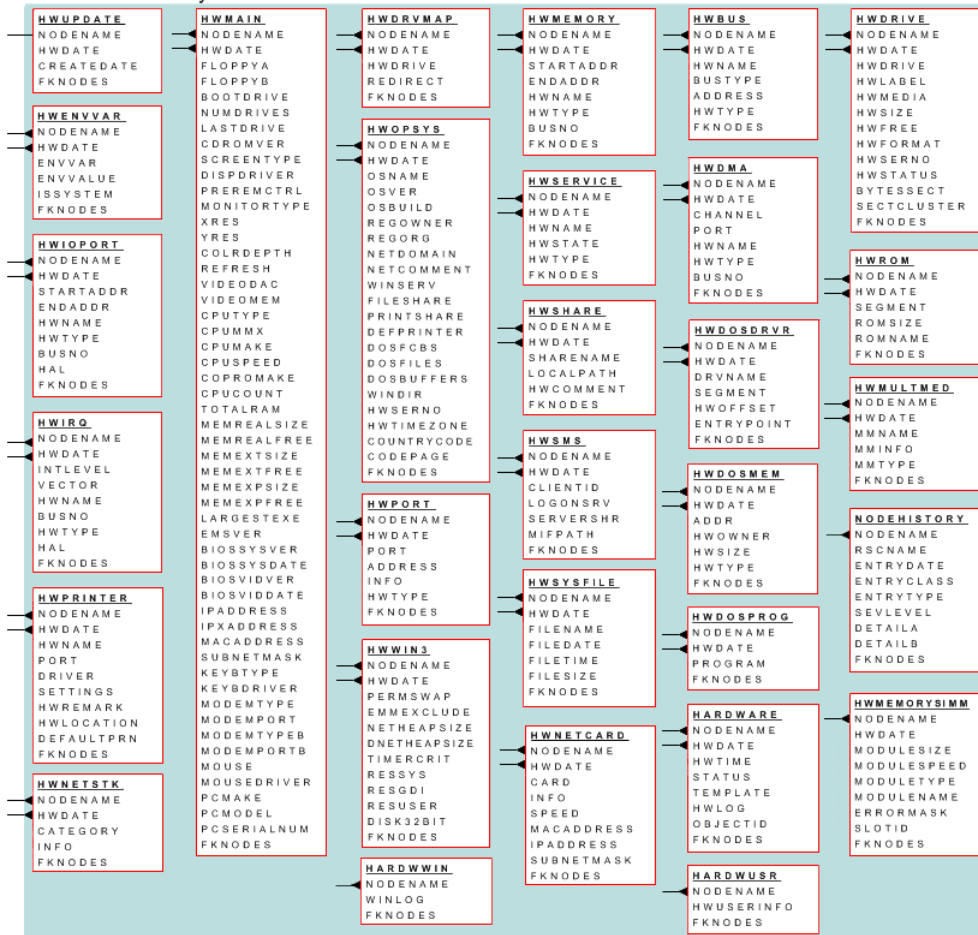 HWUPDATE
NODENAME
HWDATE
CREATEDATE
FKNODES
HWENVVAR
NODENAME
HWDATE
ENVVAR
ENVVALUE
ISSYSTEM
FKNODES
HWIOPORT
NODENAME
HWDATE
STARTADDR
ENDADDR
HWNAME
HWTYPE
BUSNO
HAL
FKNODES
HWIRQ
NODENAME
HWDATE
INTLEVEL
VECTOR
HWNAME
BUSNO
HWTYPE
HAL
FKNODES
HWPRINTER
NODENAME
HWDATE
HWNAME
PORT
DRIVER
SETTINGS
HWREMARK
HWLOCATION
DEFAULTPRN
FKNODES
HWNETSTK
NODENAME
HWDATE
CATEGORY
INFO
FKNODES
HWMAIN
NODENAME
HWDATE
FLOPPYA
FLOPPYB
BOOTDRIVE
NUMDRIVES
LASTDRIVE
CDROMVER
SCREENTYPE
DISPDRIVER
PREREMCTRL
MONITORTYPE
XRES
YRES
COLRDEPTH
REFRESH
VIDEODAC
VIDEOMEM
CPUTYPE
CPUMMX
CPUMAKE
CPUSPEED
COPROMAKE
CPUCOUNT
TOTALRAM
MEMREALSIZE
MEMREALFREE
MEMEXTSIZE
MEMEXTFREE
MEMEXPSIZE
MEMEXPFREE
LARGESTEXE
EMSVER
BIOSSYSVER
BIOSSYSDATE
BIOSVIDVER
BIOSVIDDATE
IPADDRESS
IPXADDRESS
MACADDRESS
SUBNETMASK
KEYBTYPE
KEYBDRIVER
MODEMTYPE
MODEMPORT
MODEMTYPEB
MODEMPORTB
MOUSE
MOUSEDRIVER
PCMAKE
PCMODEL
PCSERIALNUM
FKNODES
HWDRVMAP
NODENAME
HWDATE
HWDRIVE
REDIRECT
FKNODES
HWOPSYS
NODENAME
HWDATE
OSNAME
OSVER
OSBUILD
REGOWNER
REGORG
NETDOMAIN
NETCOMMENT
WINSERV
FILESHARE
PRINTSHARE
DEFPRINTER
DOSFCBS
DOSFILES
DOSBUFFERS
WINDIR
HWSERNO
HWTIMEZONE
COUNTRYCODE
CODEPAGE
FKNODES
HWPORT
NODENAME
HWDATE
PORT
ADDRESS
INFO
HWTYPE
FKNODES
HWWIN3
NODENAME
HWDATE
PERMSWAP
EMMEXCLUDE
NETHEAPSIZE
DNETHEAPSIZE
TIMERCRIT
RESSYS
RESGDI
RESUSER
DISK32BIT
FKNODES
HARDWWIN
NODENAME
WINLOG
FKNODES
HWMEMORY
NODENAME
HWDATE
STARTADDR
ENDADDR
HWNAME
HWTYPE
BUSNO
FKNODES
HWSERVICE
NODENAME
HWDATE
HWNAME
HWSTATE
HWTYPE
FKNODES
HWSHARE
NODENAME
HWDATE
SHARENAME
LOCALPATH
HWCOMMENT
FKNODES
HWSMS
NODENAME
HWDATE
CLIENTID
LOGONSRV
SERVERSHR
MIFPATH
FKNODES
HWSYSFILE
NODENAME
HWDATE
FILENAME
FILEDATE
FILETIME
FILESIZE
FKNODES
HWNETCARD
NODENAME
HWDATE
CARD
INFO
SPEED
MACADDRESS
IPADDRESS
SUBNETMASK
FKNODES
HWBUS
NODENAME
HWDATE
HWNAME
BUSTYPE
ADDRESS
HWTYPE
FKNODES
HWDMA
NODENAME
HWDATE
CHANNEL
PORT
HWNAME
HWTYPE
BUSNO
FKNODES
HWDOSDRVR
NODENAME
HWDATE
DRVNAME
SEGMENT
HWOFFSET
ENTRYPOINT
FKNODES
HWDOSMEM
NODENAME
HWDATE
ADDR
HWOWNER
HWSIZE
HWTYPE
FKNODES
HWDOSPROG
NODENAME
HWDATE
PROGRAM
FKNODES
HARDWARE
NODENAME
HWDATE
HWTIME
STATUS
TEMPLATE
HWLOG
OBJECTID
FKNODES
HARDWUSR
NODENAME
HWUSERINFO
FKNODES
HWDRIVE
NODENAME
HWDATE
HWDRIVE
HWLABEL
HWMEDIA
HWSIZE
HWFREE
HWFORMAT
HWSERNO
HWSTATUS
BYTESSECT
SECTCLUSTER
FKNODES
HWROM
NODENAME
HWDATE
SEGMENT
ROMSIZE
ROMNAME
FKNODES
HWMULTMED
NODENAME
HWDATE
MMNAME
MMINFO
MMTYPE
FKNODES
NODEHISTORY
NODENAME
RSCNAME
ENTRYDATE
ENTRYCLASS
ENTRYTYPE
SEVLEVEL
DETAILA
DETAILB
FKNODES
HWMEMORYSIMM
NODENAME
HWDATE
MODULESIZE
MODULESPEED
MODULETYPE
MODULENAME
ERRORMASK
SLOTID
FKNODES